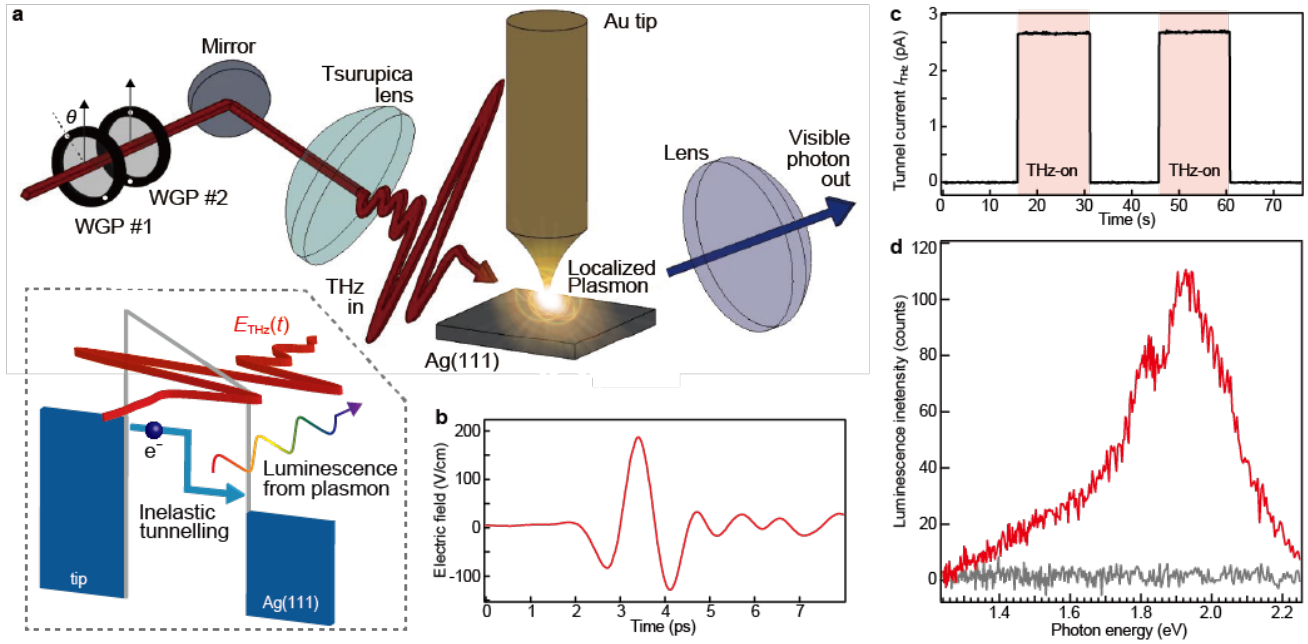 a
Mirror
Tsurupica
lens
Au tip
θ
WGP #1
WGP #2
Lens
Visible
photon
out
THz
in
Localized
Plasmon
Ag(111)
E_THz(t)
e⁻
Luminescence
from plasmon
Inelastic
tunnelling
tip
Ag(111)
b
Electric field (V/cm)
200
100
0
-100
0 1 2 3 4 5 6 7
Time (ps)
c
Tunnel current I_THz (pA)
3
2
1
0
THz-on
THz-on
0 10 20 30 40 50 60 70
Time (s)
d
Luminescence inetensity (counts)
120
100
80
60
40
20
0
1.4 1.6 1.8 2.0 2.2
Photon energy (eV)